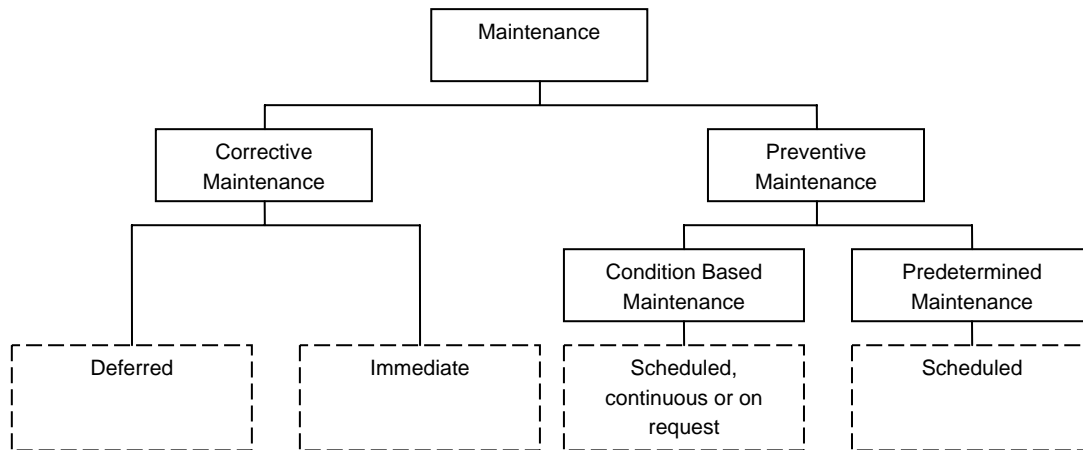 Maintenance
Corrective
Maintenance
Preventive
Maintenance
Condition Based
Maintenance
Predetermined
Maintenance
Deferred
Immediate
Scheduled,
continuous or on
request
Scheduled